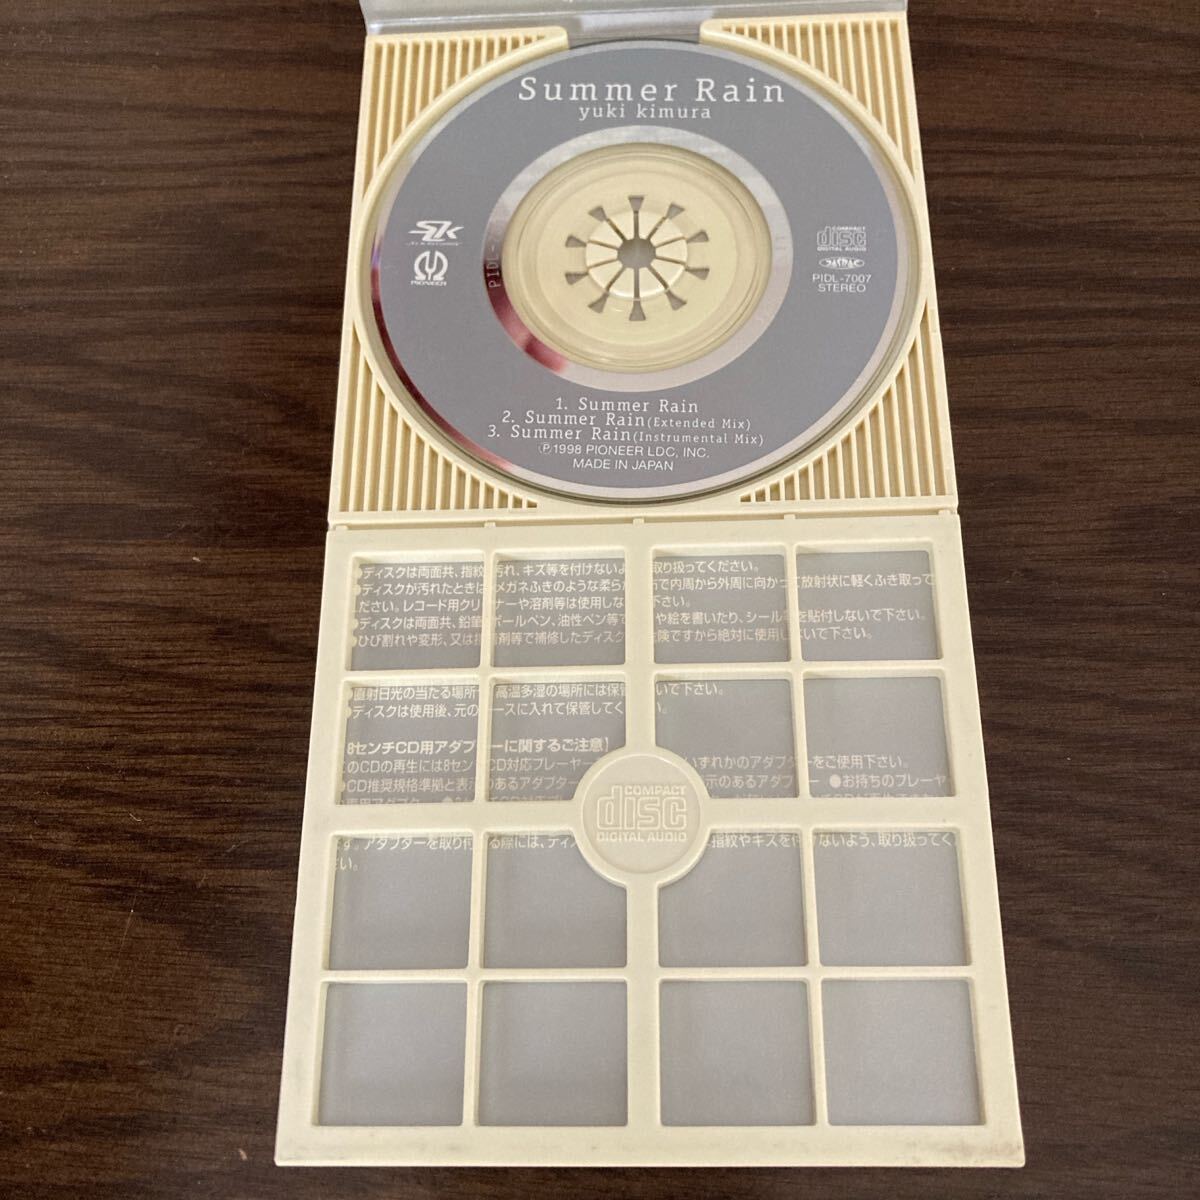 Summer Rain
yuki kimura
PIONEER
PIDL-
COMPACT
disc
DIGITAL AUDIO
JASRAC
PIDL-7007
STEREO
1. Summer Rain
2. Summer Rain(Extended Mix)
3. Summer Rain(Instrumental Mix)
Ⓟ1998 PIONEER LDC, INC.
MADE IN JAPAN
●ディスクは両面共、指紋 汚れ、キズ等を付けないよ 取り扱ってください。
●ディスクが汚れたときは メガネふきのような柔らか で内周から外周に向か て放射状に軽くふき取って
ださい。レコード用クリ ナーや溶剤等は使用しな 下さい。
●ディスクは両面共、鉛筆 ボールペン、油性ペン等で や絵を書いたり、シール を貼付しないで下さい。
●ひび割れや変形、又は 剤等で補修したディスク 険ですから絶対に使用し いで下さい。
直射日光の当たる場所 高温多湿の場所には保管 いで下さい。
●ディスクは使用後、元の ースに入れて保管してく い。
8センチCD用アダプ ーに関するご注意】
のCDの再生には8セン CD対応プレーヤー いずれかのアダプターをご使用下さい。
●CD推奨規格準拠と表 のあるアダプター 示のあるアダプ ー ●お持ちのプレーヤ
す。アダプターを取り付 る際には、ディス 指紋やキズを付 ないよう、取り扱ってく
い。
COMPACT
disc
DIGITAL AUDIO